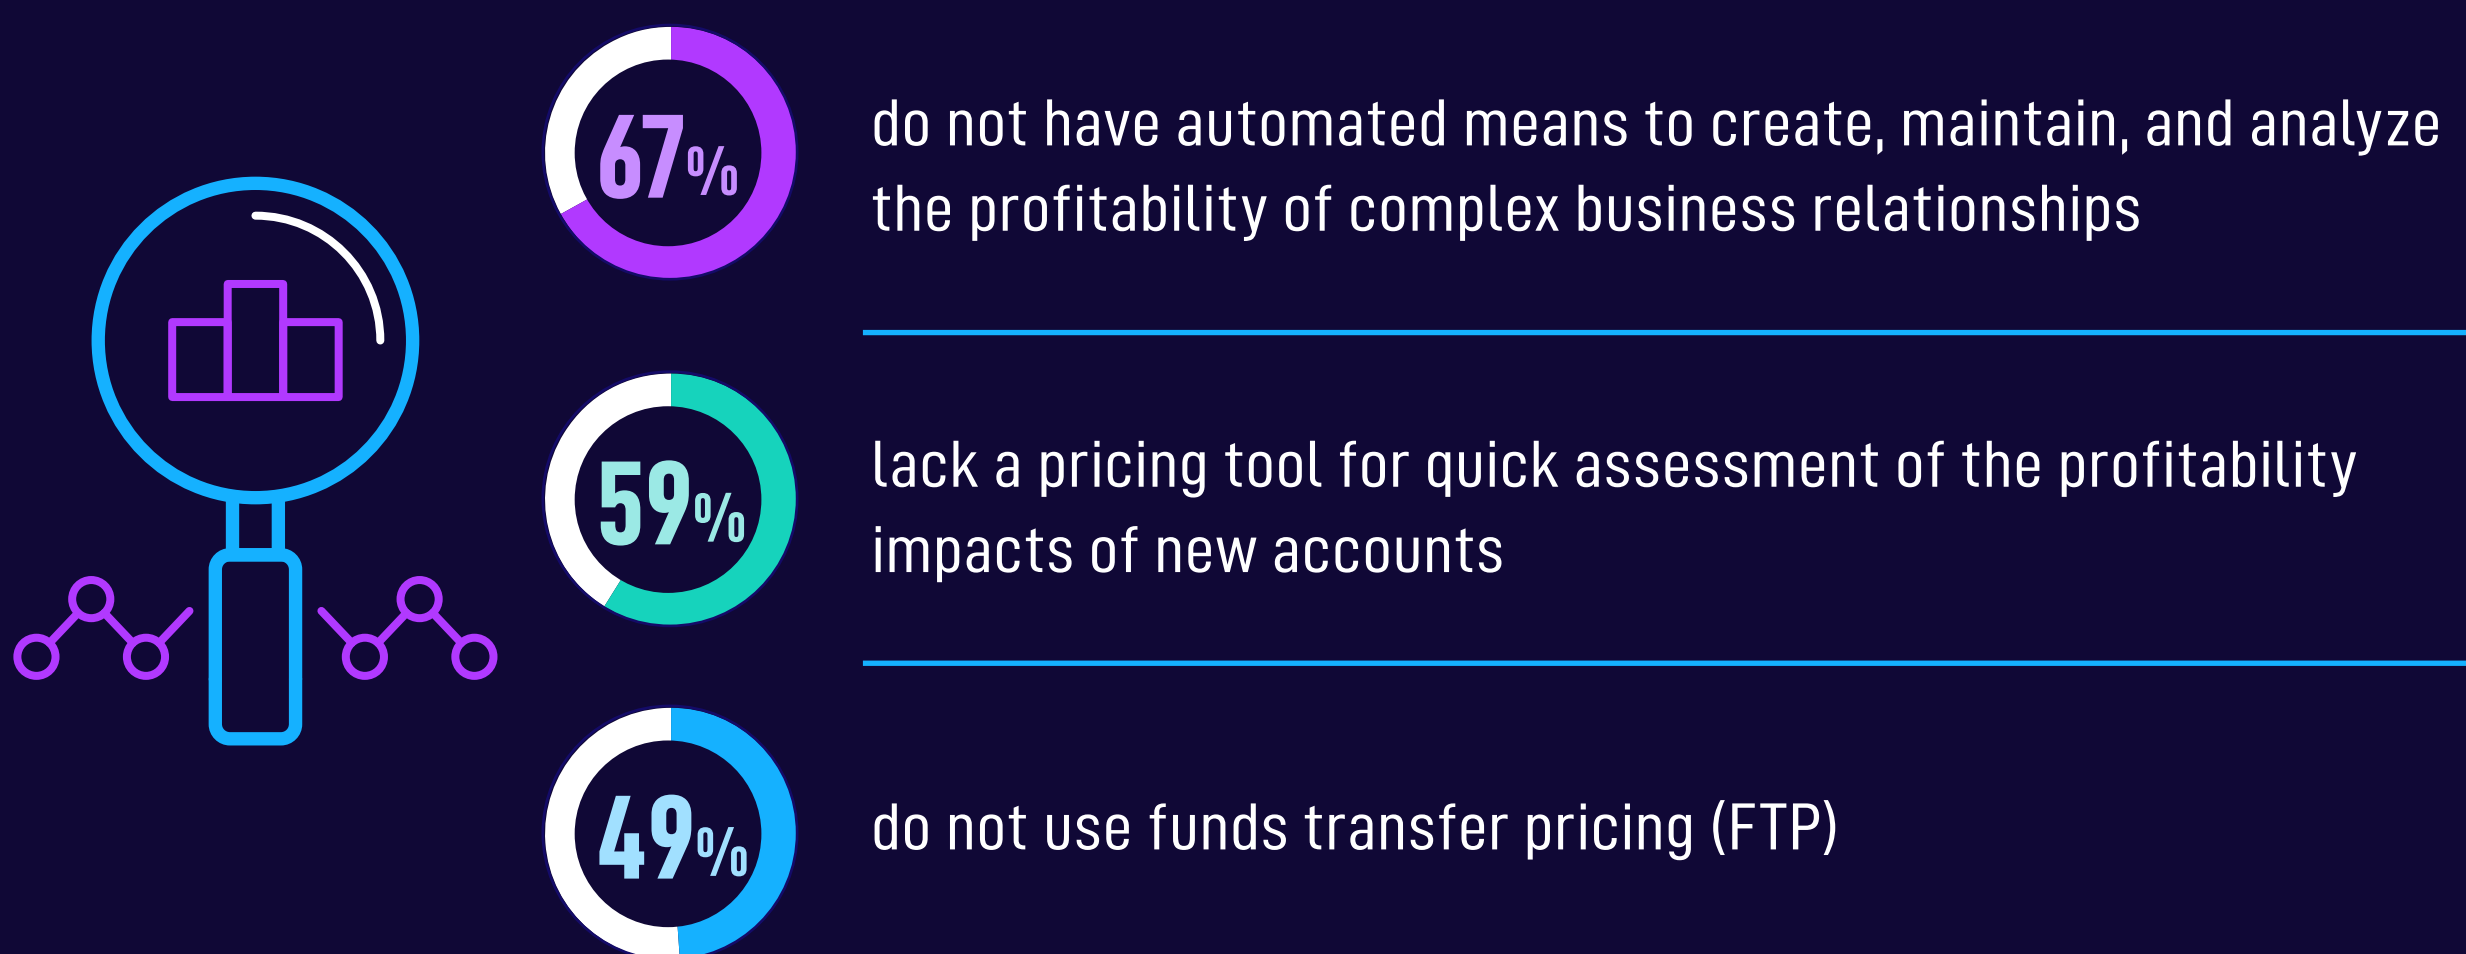 67%
do not have automated means to create, maintain, and analyze
the profitability of complex business relationships
59%
lack a pricing tool for quick assessment of the profitability
impacts of new accounts
49%
do not use funds transfer pricing (FTP)